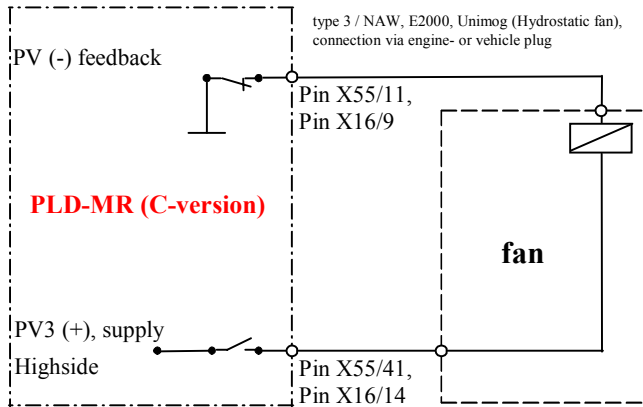 type 3 / NAW, E2000, Unimog (Hydrostatic fan),
connection via engine- or vehicle plug
PV (-) feedback
Pin X55/11,
Pin X16/9
PLD-MR (C-version)
fan
PV3 (+), supply
Highside
Pin X55/41,
Pin X16/14